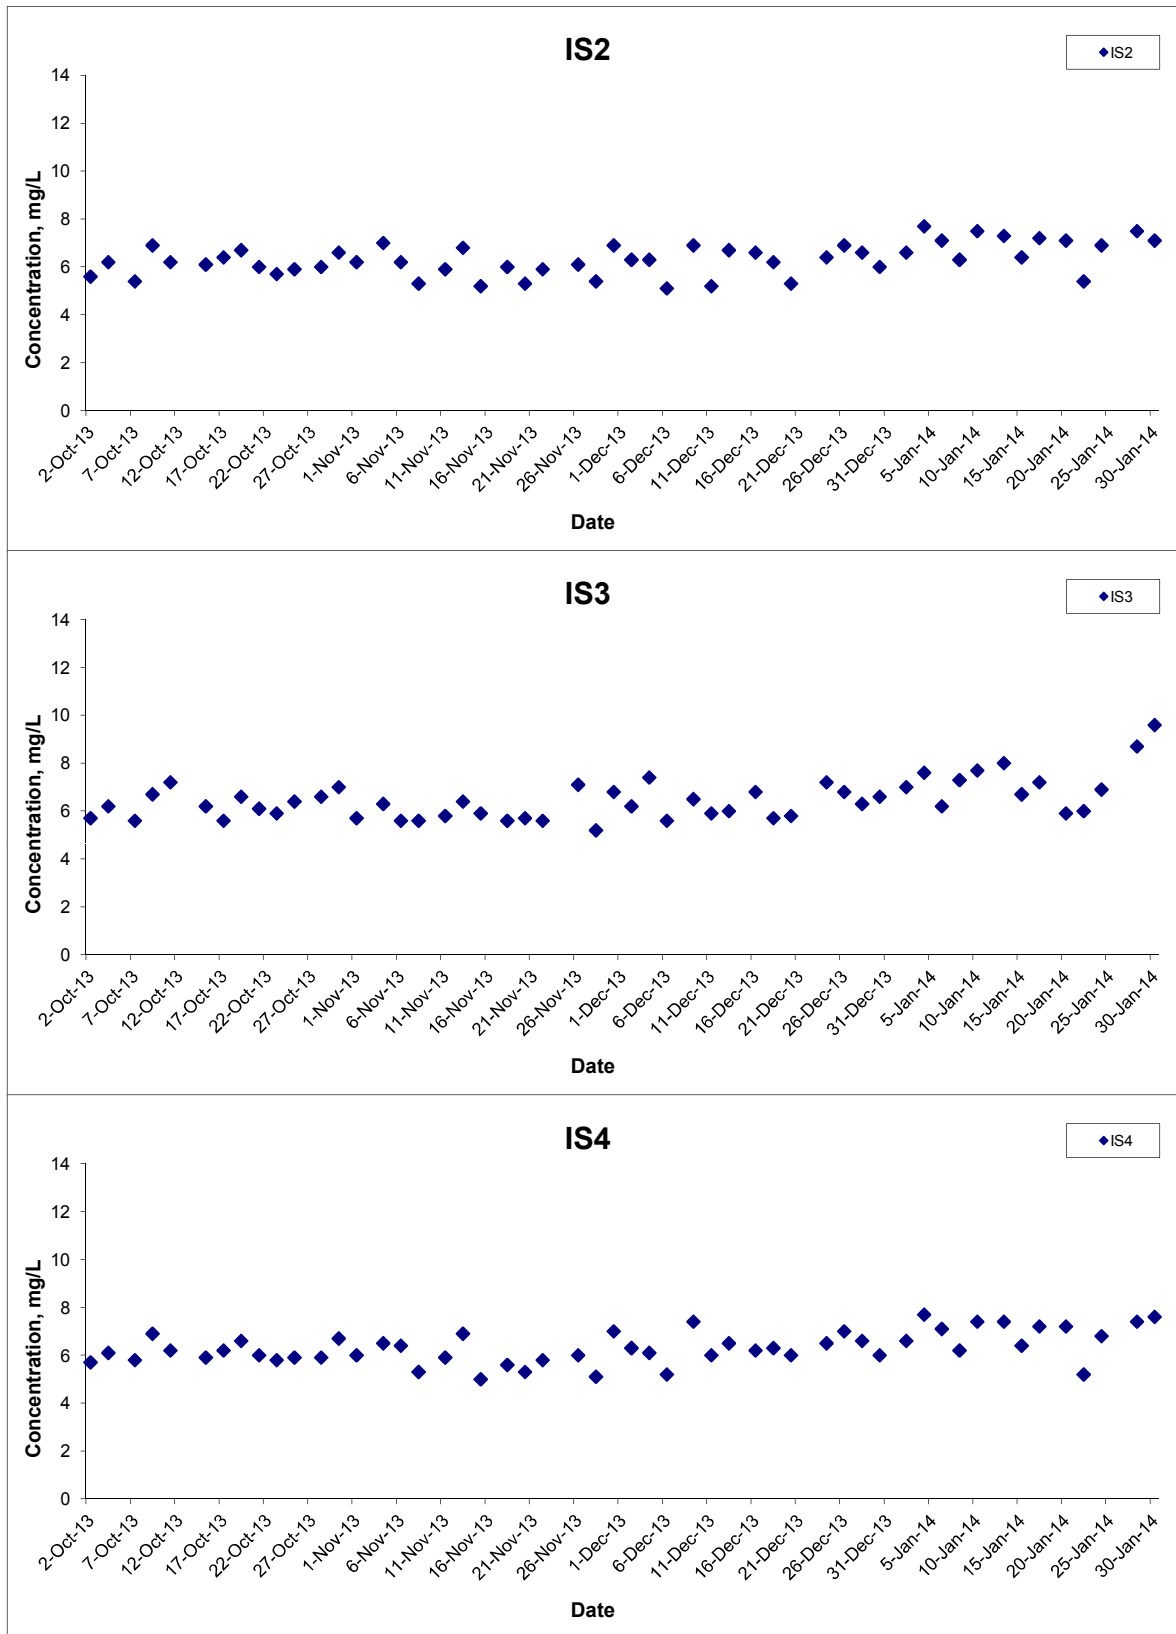 IS2
IS2
14
12
10
8
6
4
2
0
Concentration, mg/L
2-Oct-13
7-Oct-13
12-Oct-13
17-Oct-13
22-Oct-13
27-Oct-13
1-Nov-13
6-Nov-13
11-Nov-13
16-Nov-13
21-Nov-13
26-Nov-13
1-Dec-13
6-Dec-13
11-Dec-13
16-Dec-13
21-Dec-13
26-Dec-13
31-Dec-13
5-Jan-14
10-Jan-14
15-Jan-14
20-Jan-14
25-Jan-14
30-Jan-14
Date
IS3
IS3
14
12
10
8
6
4
2
0
Concentration, mg/L
2-Oct-13
7-Oct-13
12-Oct-13
17-Oct-13
22-Oct-13
27-Oct-13
1-Nov-13
6-Nov-13
11-Nov-13
16-Nov-13
21-Nov-13
26-Nov-13
1-Dec-13
6-Dec-13
11-Dec-13
16-Dec-13
21-Dec-13
26-Dec-13
31-Dec-13
5-Jan-14
10-Jan-14
15-Jan-14
20-Jan-14
25-Jan-14
30-Jan-14
Date
IS4
IS4
14
12
10
8
6
4
2
0
Concentration, mg/L
2-Oct-13
7-Oct-13
12-Oct-13
17-Oct-13
22-Oct-13
27-Oct-13
1-Nov-13
6-Nov-13
11-Nov-13
16-Nov-13
21-Nov-13
26-Nov-13
1-Dec-13
6-Dec-13
11-Dec-13
16-Dec-13
21-Dec-13
26-Dec-13
31-Dec-13
5-Jan-14
10-Jan-14
15-Jan-14
20-Jan-14
25-Jan-14
30-Jan-14
Date